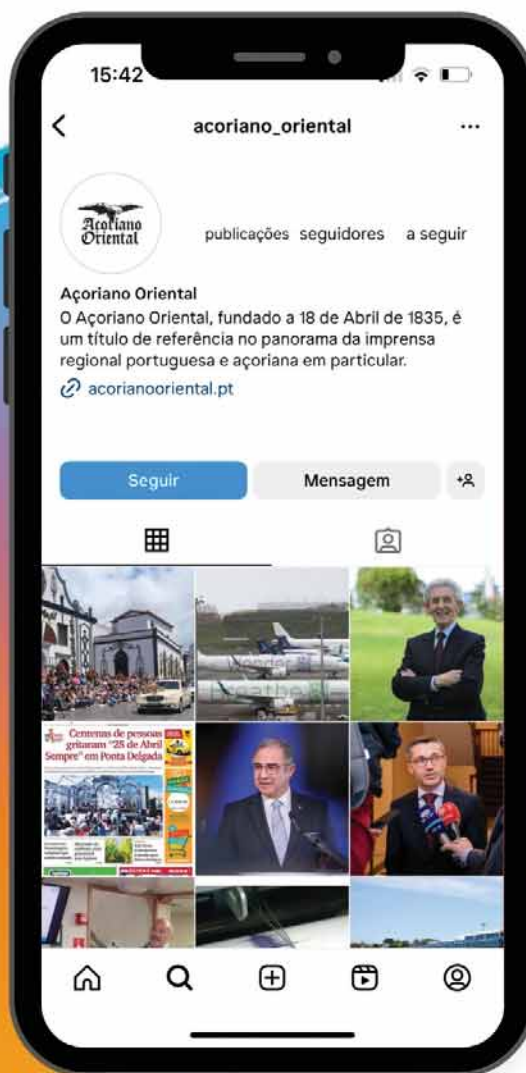 15:42
acoriano_oriental
Açoriano
Oriental
publicações seguidores a seguir
Açoriano Oriental
O Açoriano Oriental, fundado a 18 de Abril de 1835, é
um título de referência no panorama da imprensa
regional portuguesa e açoriana em particular.
acorianooriental.pt
Seguir
Mensagem
Centenas de pessoas
gritaram “25 de Abril
Sempre” em Ponta Delgada